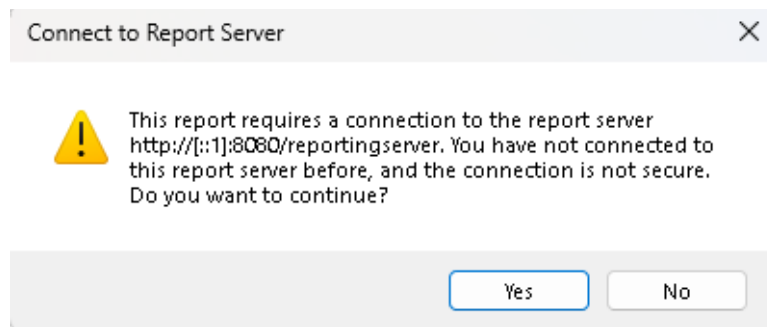 Connect to Report Server
This report requires a connection to the report server
http://[::1]:8080/reportingserver. You have not connected to
this report server before, and the connection is not secure.
Do you want to continue?
Yes
No